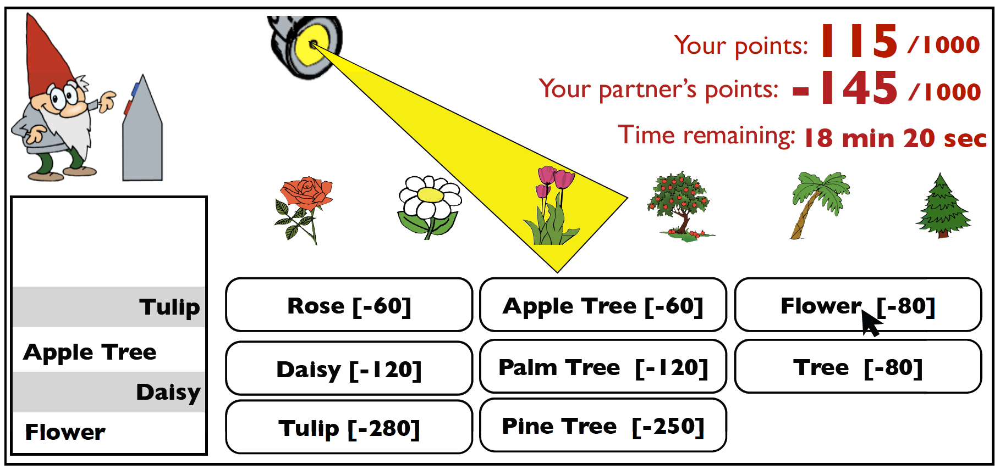 Your points: 115 /1000
Your partner's points: -145 /1000
Time remaining: 18 min 20 sec
Tulip
Apple Tree
Daisy
Flower
Rose [-60]
Apple Tree [-60]
Flower [-80]
Daisy [-120]
Palm Tree [-120]
Tree [-80]
Tulip [-280]
Pine Tree [-250]